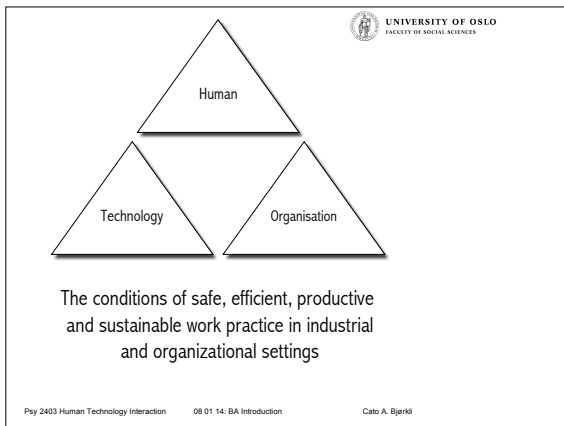 UNIVERSITY OF OSLO
FACULTY OF SOCIAL SCIENCES
Human
Technology
Organisation
The conditions of safe, efficient, productive
and sustainable work practice in industrial
and organizational settings
Psy 2403 Human Technology Interaction 08 01 14: BA Introduction Cato A. Bjørkli